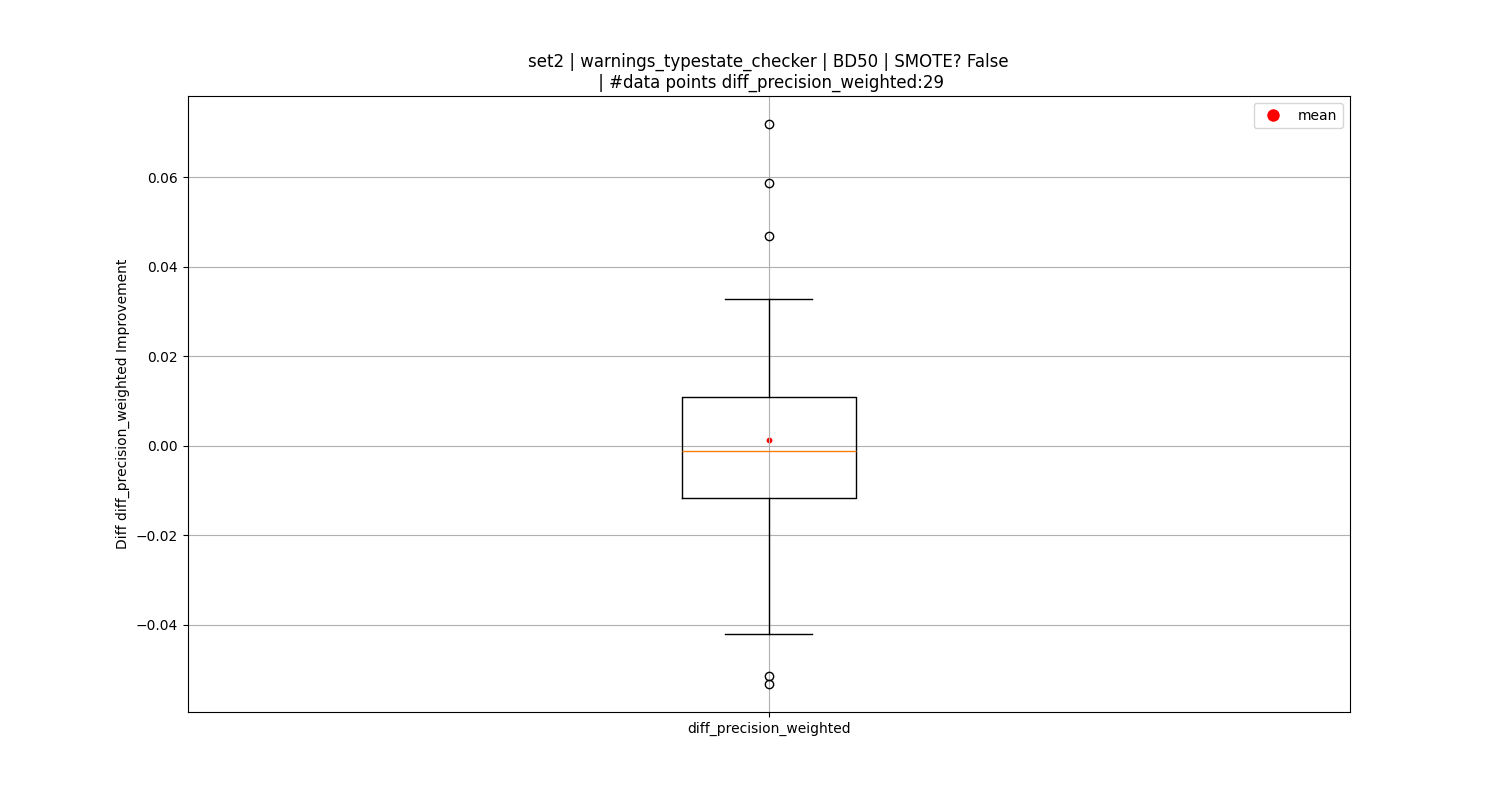 set2 | warnings_typestate_checker | BD50 | SMOTE? False
| #data points diff_precision_weighted:29
mean
0.06
0.04
0.02
0.00
−0.02
−0.04
Diff diff_precision_weighted Improvement
diff_precision_weighted